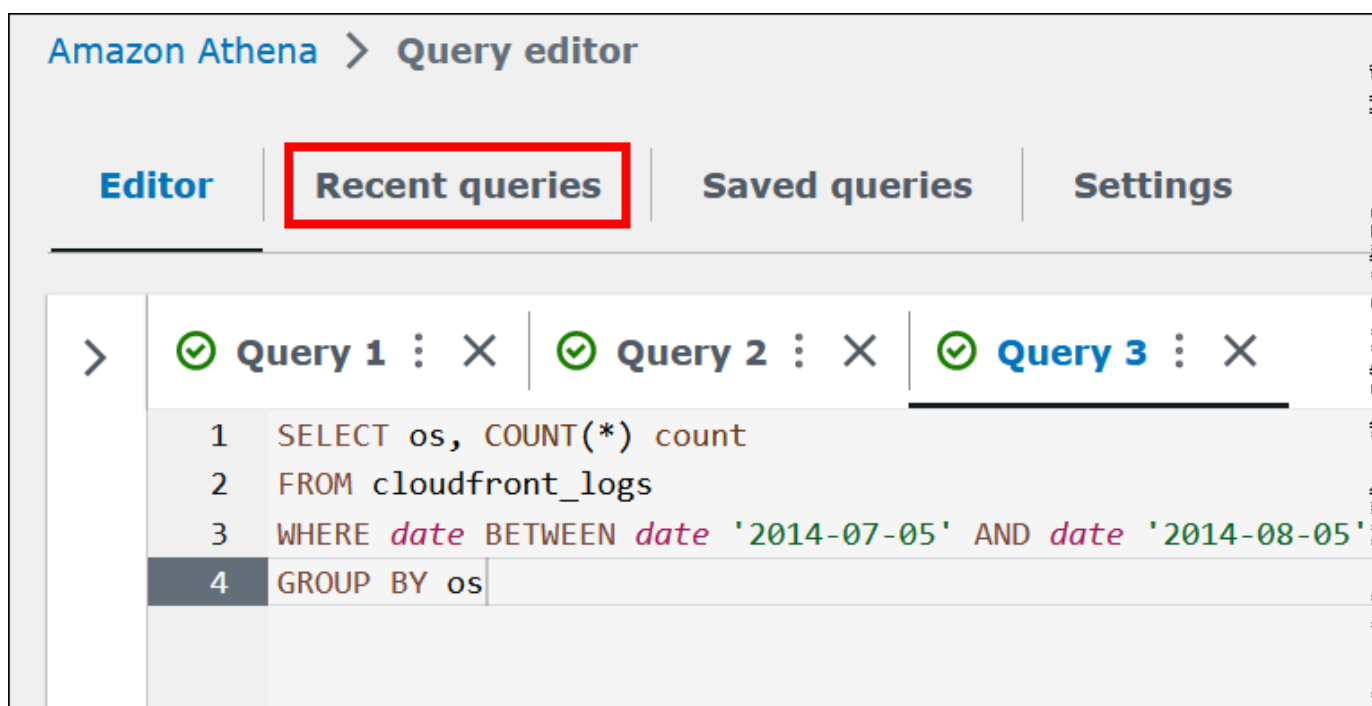 Amazon Athena > Query editor
Editor Recent queries Saved queries Settings
Query 1 Query 2 Query 3
1 SELECT os, COUNT(*) count
2 FROM cloudfront_logs
3 WHERE date BETWEEN date '2014-07-05' AND date '2014-08-05'
4 GROUP BY os